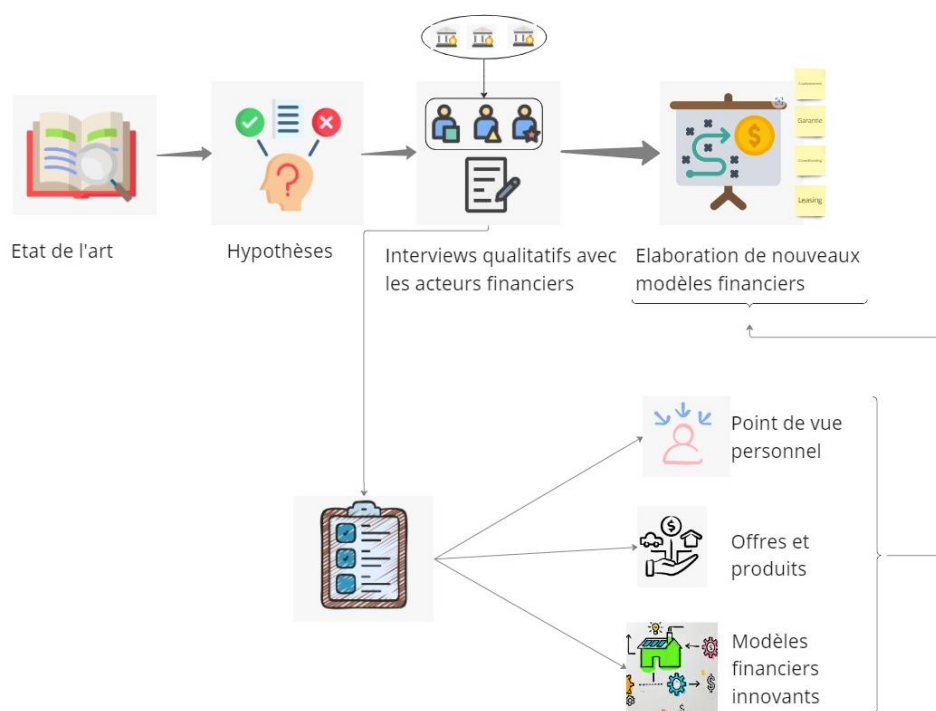 Garantie
Leasing
Etat de l'art
Hypothèses
Interviews qualitatifs avec
les acteurs financiers
Elaboration de nouveaux
modèles financiers
Point de vue
personnel
Offres et
produits
Modèles
financiers
innovants